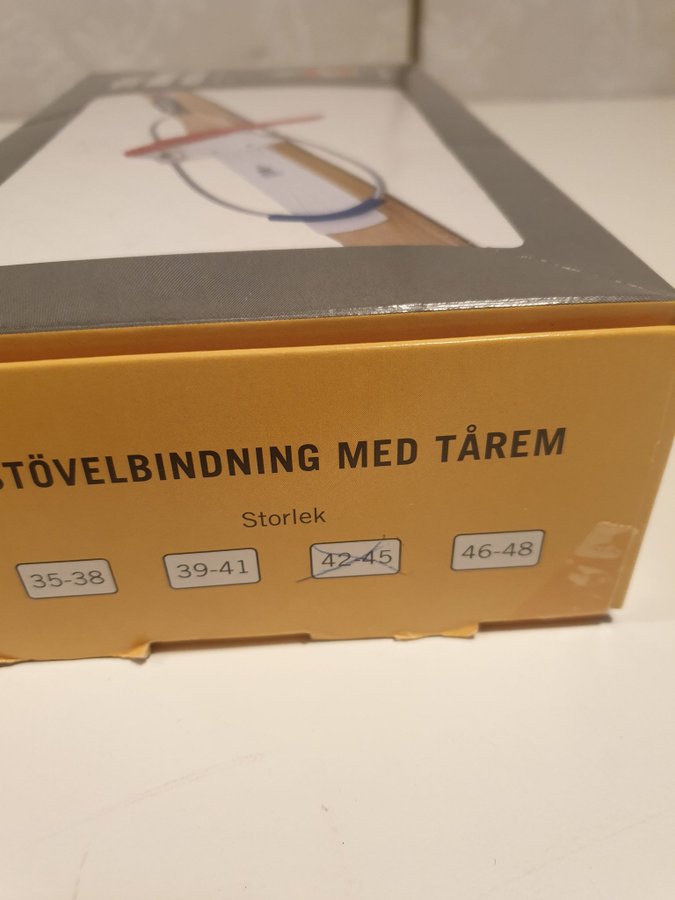 STÖVELBINDNING MED TÅREM
Storlek
35-38 39-41 42-45 46-48